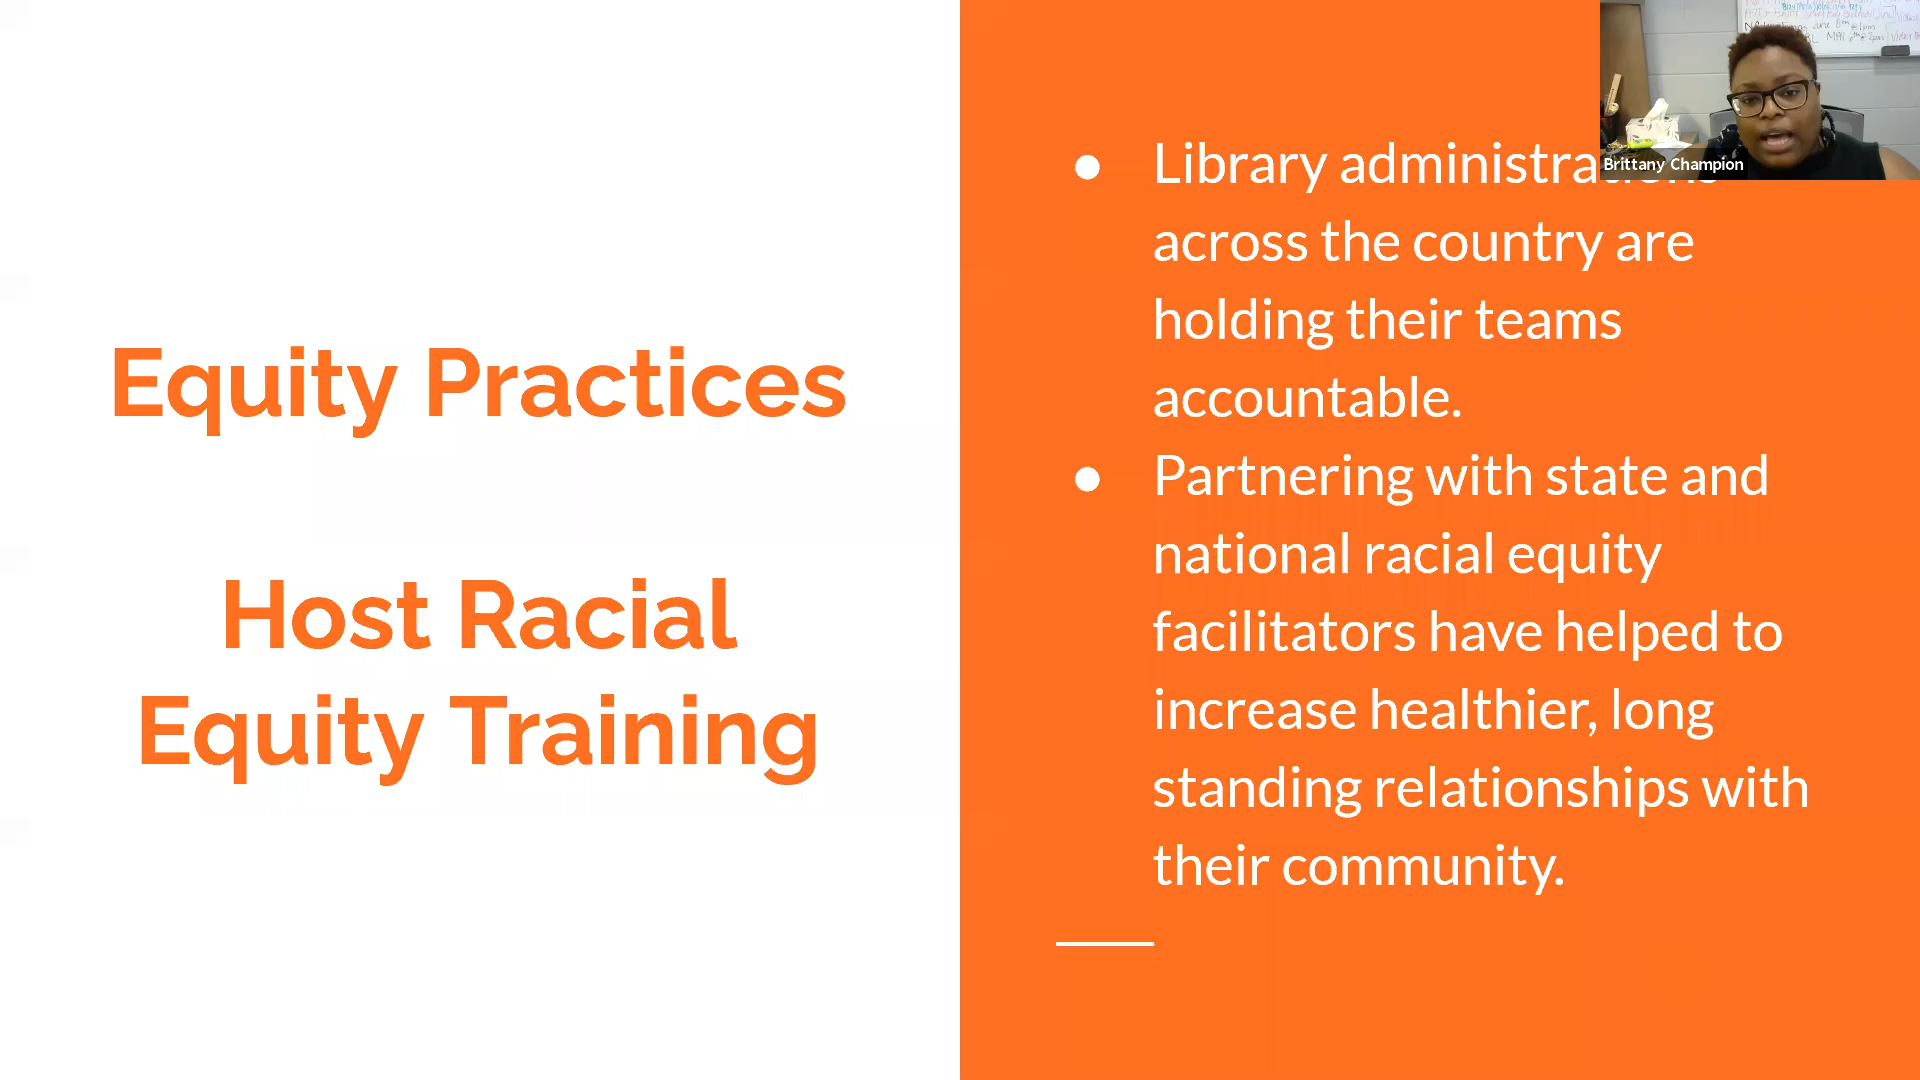 Equity Practices
Host Racial
Equity Training
Library administrations
across the country are
holding their teams
accountable.
Partnering with state and
national racial equity
facilitators have helped to
increase healthier, long
standing relationships with
their community.
Brittany Champion